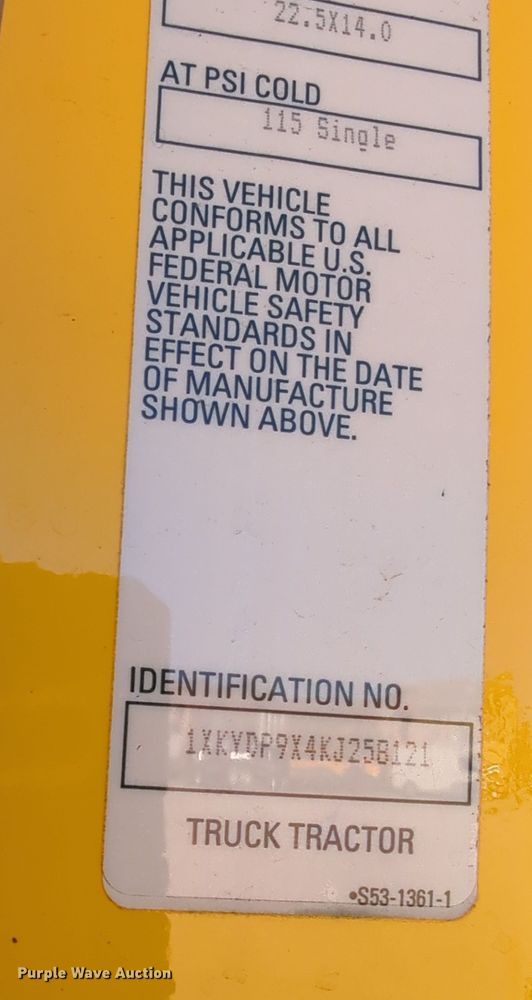 22.5X14.0
AT PSI COLD
115 Single
THIS VEHICLE
CONFORMS TO ALL
APPLICABLE U.S.
FEDERAL MOTOR
VEHICLE SAFETY
STANDARDS IN
EFFECT ON THE DATE
OF MANUFACTURE
SHOWN ABOVE.
IDENTIFICATION NO.
1XKYDP9X4KJ258121
TRUCK TRACTOR
•S53-1361-1
Purple Wave Auction